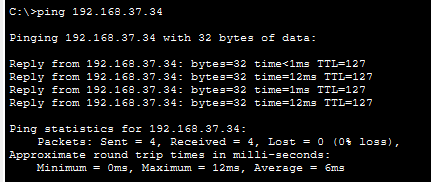 C:\>ping 192.168.37.34
Pinging 192.168.37.34 with 32 bytes of data:
Reply from 192.168.37.34: bytes=32 time<1ms TTL=127
Reply from 192.168.37.34: bytes=32 time=12ms TTL=127
Reply from 192.168.37.34: bytes=32 time=1ms TTL=127
Reply from 192.168.37.34: bytes=32 time=12ms TTL=127
Ping statistics for 192.168.37.34:
    Packets: Sent = 4, Received = 4, Lost = 0 (0% loss),
Approximate round trip times in milli-seconds:
    Minimum = 0ms, Maximum = 12ms, Average = 6ms